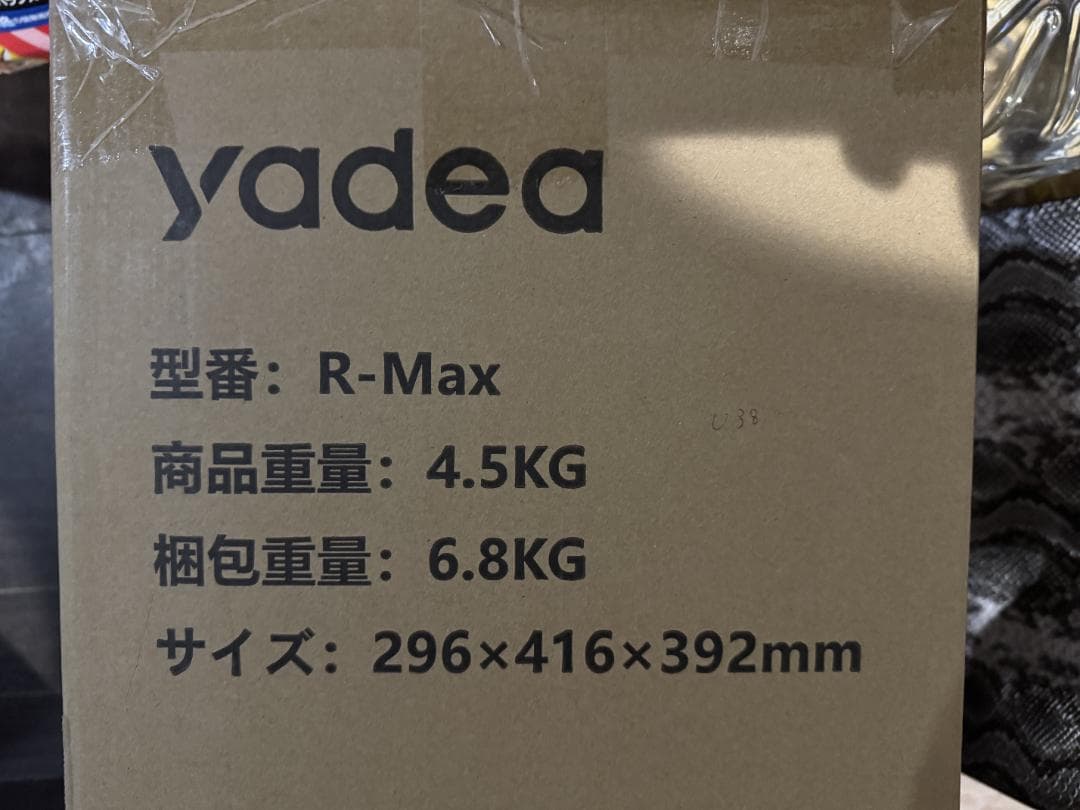 yadea
型番：R-Max
商品重量：4.5KG
梱包重量：6.8KG
サイズ：296×416×392mm